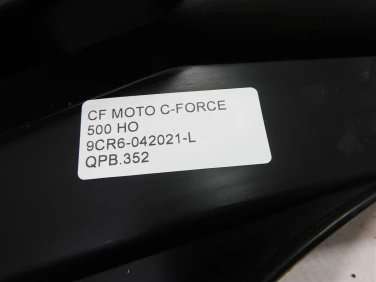 CF MOTO C-FORCE
500 HO
9CR6-042021-L
QPB.352